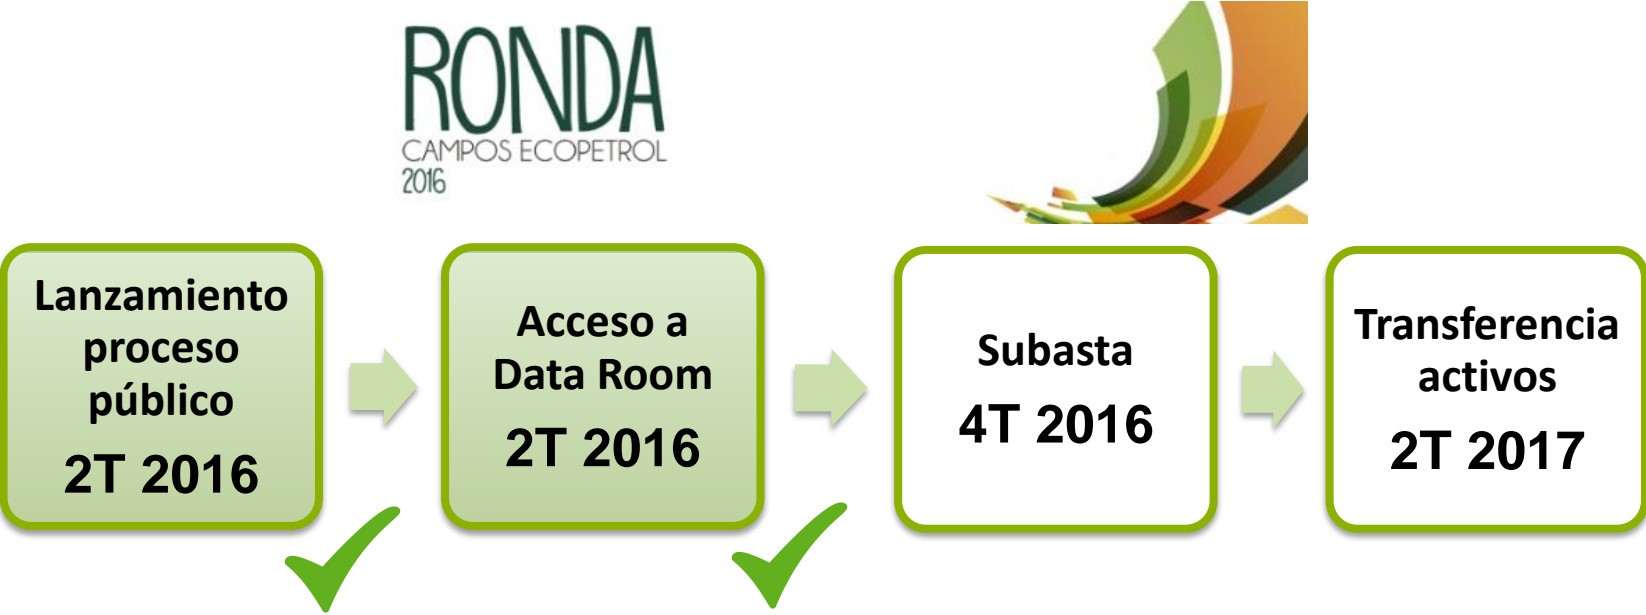 RONDA
CAMPOS ECOPETROL
2016
Lanzamiento
proceso
público
2T 2016
Acceso a
Data Room
2T 2016
Subasta
4T 2016
Transferencia
activos
2T 2017